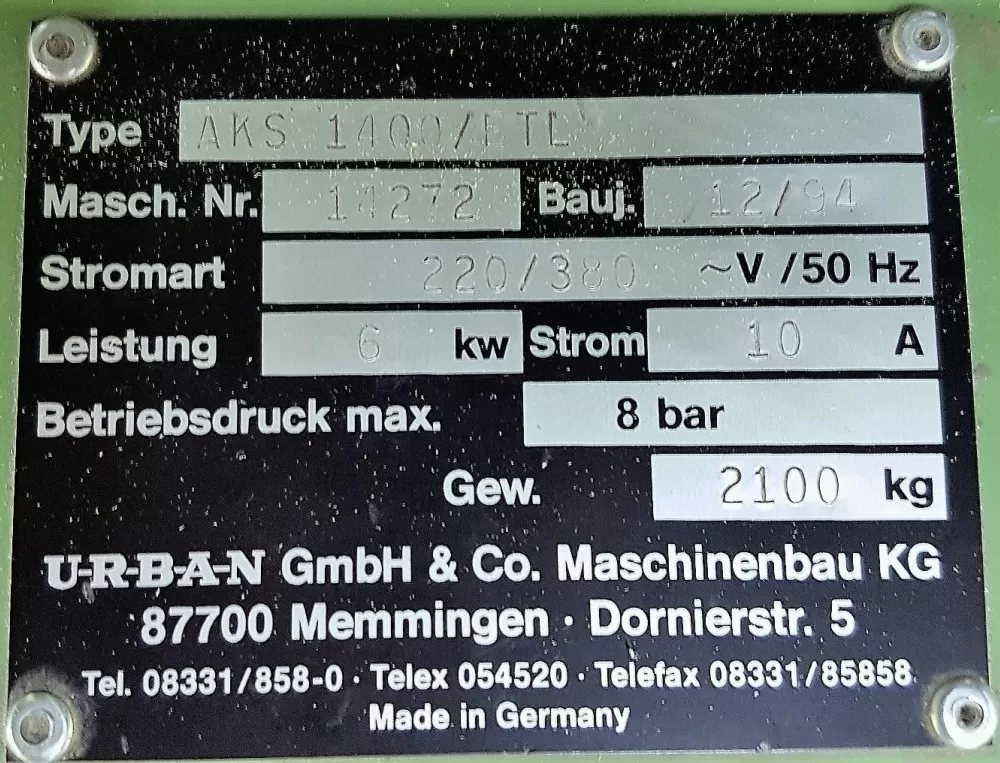 Type AKS 1400/ETL
Masch. Nr. 14272 Bauj. 12/94
Stromart 220/380 ~V /50 Hz
Leistung 6 kw Strom 10 A
Betriebsdruck max. 8 bar
Gew. 2100 kg
U-R-B-A-N GmbH & Co. Maschinenbau KG
87700 Memmingen · Dornierstr. 5
Tel. 08331/858-0 · Telex 054520 · Telefax 08331/85858
Made in Germany